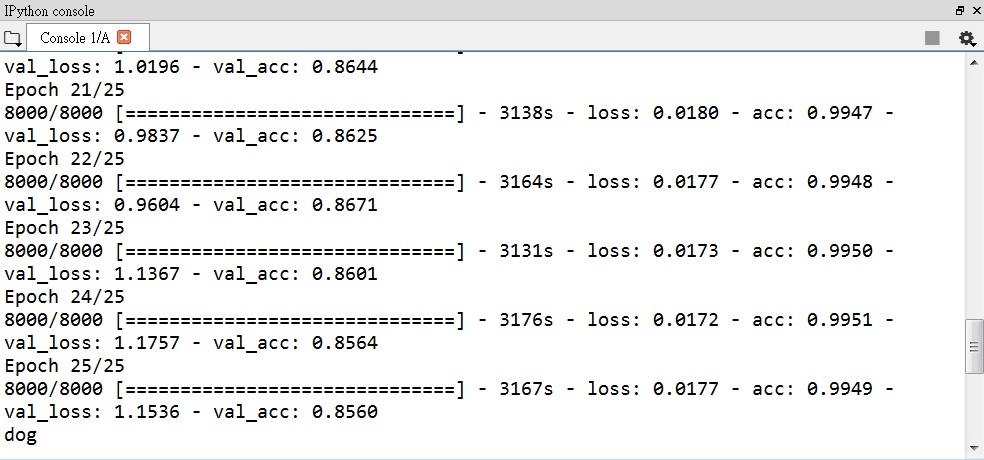 IPython console
Console 1/A
val_loss: 1.0196 - val_acc: 0.8644
Epoch 21/25
8000/8000 [==============================] - 3138s - loss: 0.0180 - acc: 0.9947 -
val_loss: 0.9837 - val_acc: 0.8625
Epoch 22/25
8000/8000 [==============================] - 3164s - loss: 0.0177 - acc: 0.9948 -
val_loss: 0.9604 - val_acc: 0.8671
Epoch 23/25
8000/8000 [==============================] - 3131s - loss: 0.0173 - acc: 0.9950 -
val_loss: 1.1367 - val_acc: 0.8601
Epoch 24/25
8000/8000 [==============================] - 3176s - loss: 0.0172 - acc: 0.9951 -
val_loss: 1.1757 - val_acc: 0.8564
Epoch 25/25
8000/8000 [==============================] - 3167s - loss: 0.0177 - acc: 0.9949 -
val_loss: 1.1536 - val_acc: 0.8560
dog